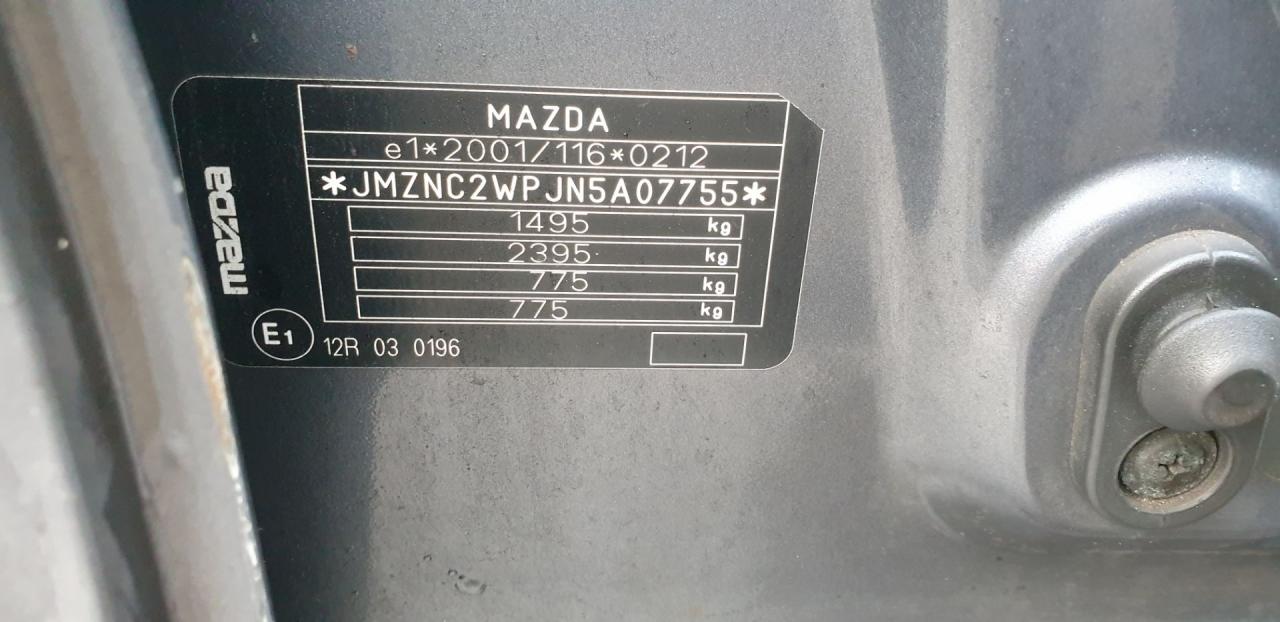 MAZDA
e1*2001/116*0212
*JMZNC2WPJN5A07755*
1495 kg
2395 kg
775 kg
775 kg
mazda
E1 12R 03 0196